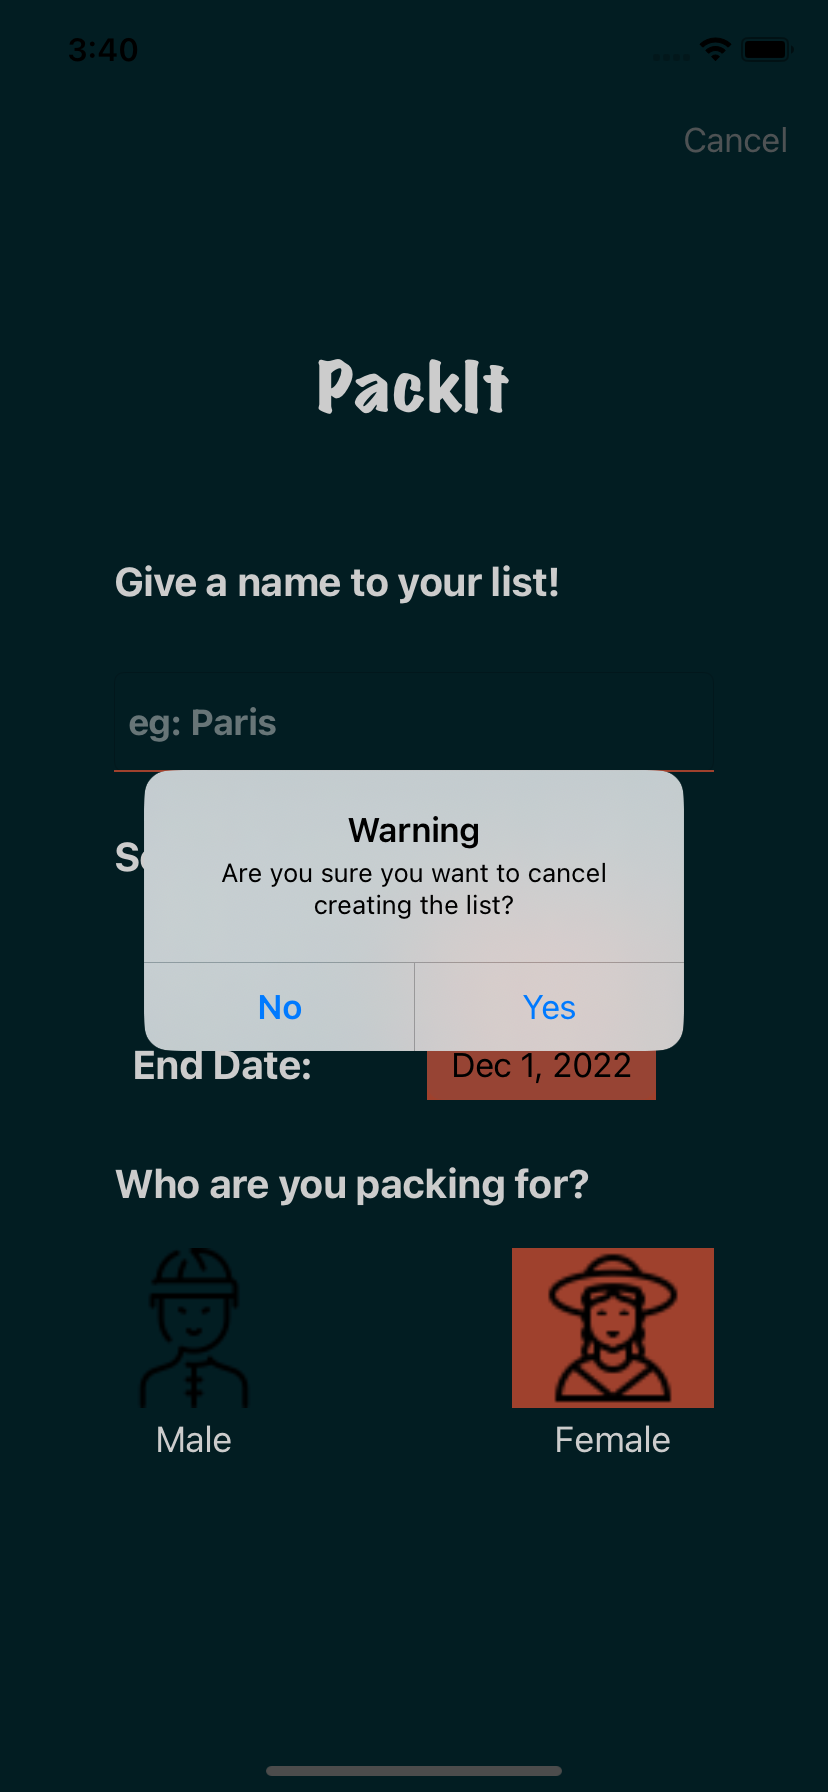 3:40
Cancel
PackIt
Give a name to your list!
eg: Paris
Warning
Are you sure you want to cancel
creating the list?
No
Yes
End Date:
Dec 1, 2022
Who are you packing for?
Male
Female